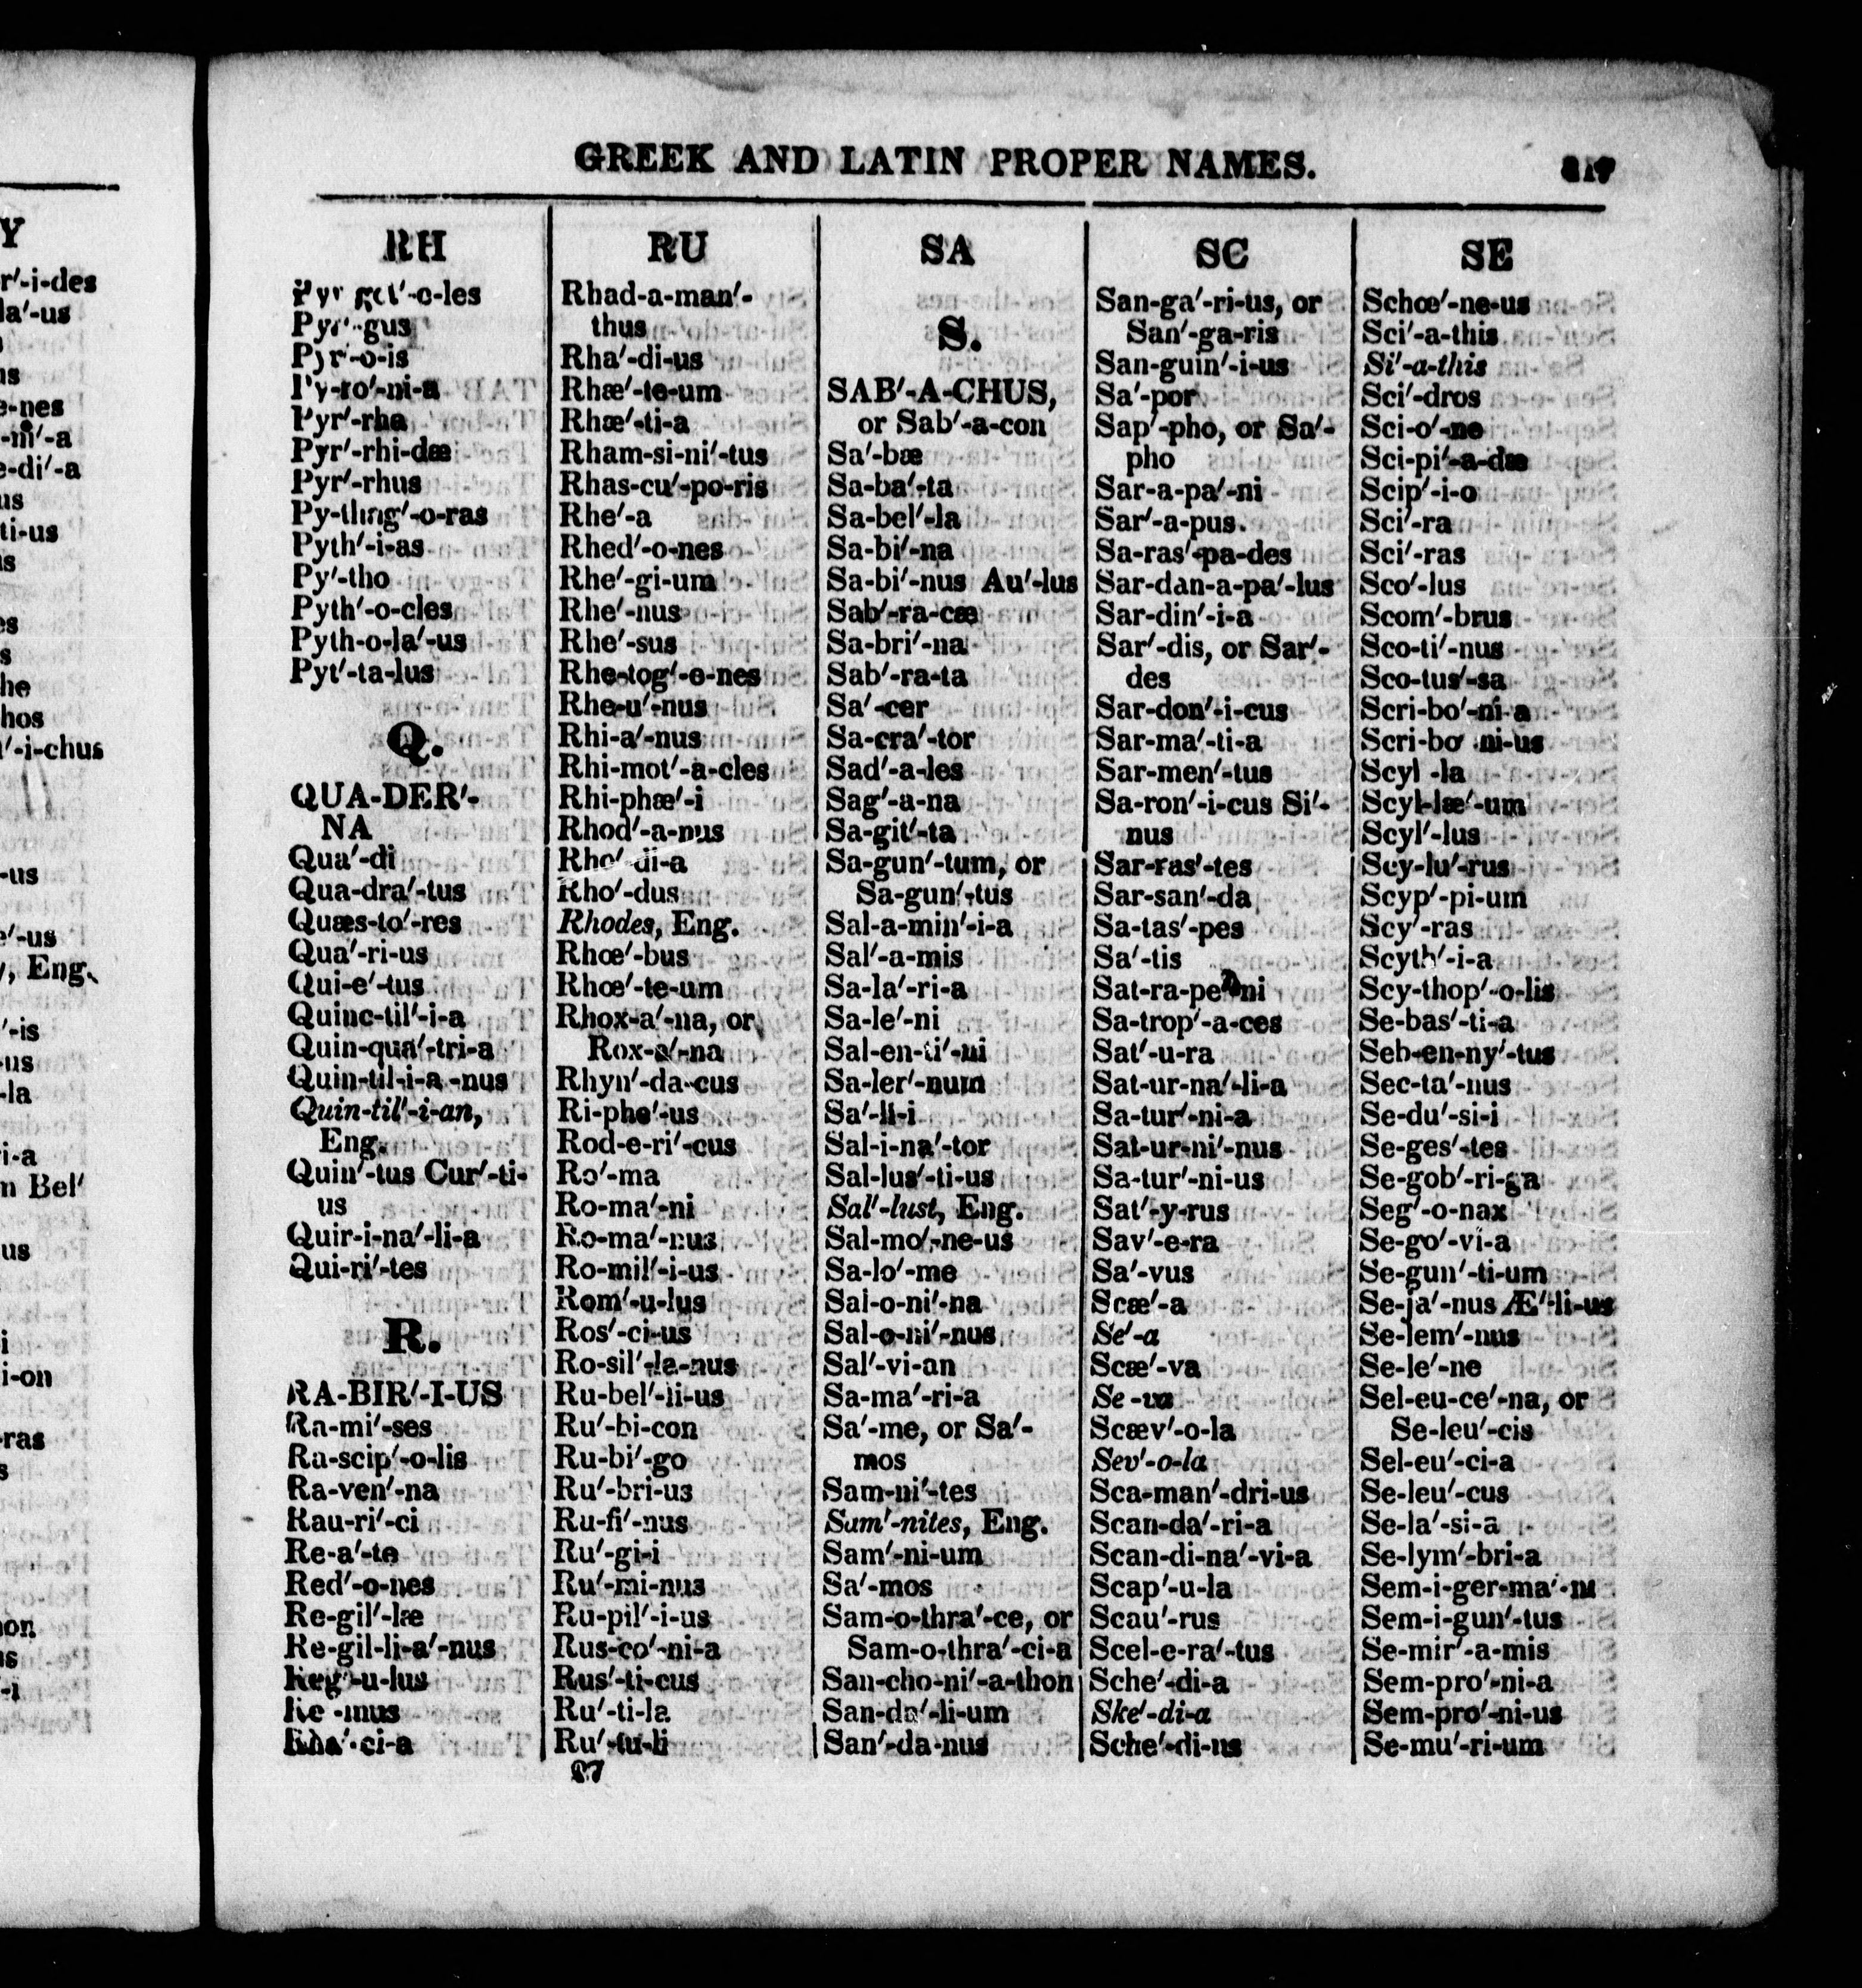 GREEK AND LATIN PROPER NAMES.
RH
Pyr'-gus
Pyr'-o-is
Py-ro'-ni-a
Pyr'-rha
Pyr'-rhi-dæ
Pyr'-rhus
Py-thag'-o-ras
Pyth'-i-as
Py'-tho
Pyth'-o-cles
Pyth-o-la'-us
Pyt'-ta-lus
Q.
QUA-DER'-
NA
Qua'-di
Qua-dra'-tus
Quæs-to'-res
Qua'-ri-us
Qui-e'-tus
Quinc-til'-i-a
Quin-qua'-tri-a
Quin-til-i-a-nus
Quin-til'-i-an,
Eng.
Quin'-tus Cur'-ti-
us
Quir-i-na'-li-a
Qui-ri'-tes
R.
RA-BIR'-I-US
Ra-mi'-ses
Ra-scip'-o-lis
Ra-ven'-na
Rau-ri'-ci
Re-a'-te
Red'-o-nes
Re-gil'-læ
Re-gil-li-a'-nus
Reg'-u-lus
Re -mus
Rha'-ci-a
RU
Rhad-a-man'-
thus
Rha'-di-us
Rhæ'-te-um
Rhæ'-ti-a
Rham-si-ni'-tus
Rhas-cu'-po-ris
Rhe'-a
Rhed'-o-nes
Rhe'-gi-um
Rhe'-nus
Rhe'-sus
Rhe-tog'-e-nes
Rhe-u'-nus
Rhi-a'-nus
Rhi-mot'-a-cles
Rhi-phæ'-i
Rhod'-a-nus
Rho'-di-a
Rho'-dus
Rhodes, Eng.
Rhœ'-bus
Rhœ'-te-um
Rhox-a'-na, or
Rox-a'-na
Rhyn'-da-cus
Ri-phe'-us
Rod-e-ri'-cus
Ro'-ma
Ro-ma'-ni
Ro-ma'-nus
Ro-mil'-i-us
Rom'-u-lus
Ros'-ci-us
Ro-sil'-la-nus
Ru-bel'-li-us
Ru'-bi-con
Ru-bi'-go
Ru'-bri-us
Ru-fi'-nus
Ru'-gi-i
Ru'-mi-nus
Ru-pil'-i-us
Rus-co'-ni-a
Rus'-ti-cus
Ru'-ti-la
Ru'-tu-li
27
SA
S.
SAB'-A-CHUS,
or Sab'-a-con
Sa'-bæ
Sa-ba'-ta
Sa-bel'-la
Sa-bi'-na
Sa-bi'-nus Au'-lus
Sab'-ra-cæ
Sa-bri'-na
Sab'-ra-ta
Sa'-cer
Sa-cra'-tor
Sad'-a-les
Sag'-a-na
Sa-git'-ta
Sa-gun'-tum, or
Sa-gun'-tus
Sal-a-min'-i-a
Sal'-a-mis
Sa-la'-ri-a
Sa-le'-ni
Sal-en-ti'-ni
Sa-ler'-num
Sa'-li-i
Sal-i-na'-tor
Sal-lus'-ti-us
Sal'-lust, Eng.
Sal-mo'-ne-us
Sa-lo'-me
Sal-o-ni'-na
Sal-o-ni'-nus
Sal'-vi-an
Sa-ma'-ri-a
Sa'-me, or Sa'-
mos
Sam-ni'-tes
Sam'-nites, Eng.
Sam'-ni-um
Sa'-mos
Sam-o-thra'-ce, or
Sam-o-thra'-ci-a
San-cho-ni'-a-thon
San-da'-li-um
San'-da-nus
SC
San-ga'-ri-us, or
San'-ga-ris
San-guin'-i-us
Sa'-por
Sap'-pho, or Sa'-
pho
Sar-a-pa'-ni
Sar'-a-pus
Sa-ras'-pa-des
Sar-dan-a-pa'-lus
Sar-din'-i-a
Sar'-dis, or Sar'-
des
Sar-don'-i-cus
Sar-ma'-ti-a
Sar-men'-tus
Sa-ron'-i-cus Si'-
nus
Sar-ras'-tes
Sar-san'-da
Sa-tas'-pes
Sa'-tis
Sat-ra-pe'-ni
Sa-trop'-a-ces
Sat'-u-ra
Sat-ur-na'-li-a
Sa-tur'-ni-a
Sat-ur-ni'-nus
Sa-tur'-ni-us
Sat'-y-rus
Sav'-e-ra
Sa'-vus
Scæ'-a
Se'-a
Scæ'-va
Se -va
Scæv'-o-la
Sev'-o-la
Sca-man'-dri-us
Scan-da'-ri-a
Scan-di-na'-vi-a
Scap'-u-la
Scau'-rus
Scel-e-ra'-tus
Sche'-di-a
Ske'-di-a
Sche'-di-us
SE
Schœ'-ne-us
Sci'-a-this
Si'-a-this
Sci'-dros
Sci-o'-ne
Sci-pi'-a-dæ
Scip'-i-o
Sci'-ra
Sci'-ras
Sco'-lus
Scom'-brus
Sco-ti'-nus
Sco-tus'-sa
Scri-bo'-ni-a
Scri-bo ni-us
Scyl -la
Scyl-læ'-um
Scyl'-lus
Scy-lu'-rus
Scyp'-pi-um
Scy'-ras
Scyth'-i-a
Scy-thop'-o-lis
Se-bas'-ti-a
Seb-en-ny'-tus
Sec-ta'-nus
Se-du'-si-i
Se-ges'-tes
Se-gob'-ri-ga
Seg'-o-nax
Se-go'-vi-a
Se-gun'-ti-um
Se-ja'-nus Æ'-li-us
Se-lem'-nus
Se-le'-ne
Sel-eu-ce'-na, or
Se-leu'-cis
Sel-eu'-ci-a
Se-leu'-cus
Se-la'-si-a
Se-lym'-bri-a
Sem-i-ger-ma'-ni
Sem-i-gun'-tus
Se-mir'-a-mis
Sem-pro'-ni-a
Sem-pro'-ni-us
Se-mu'-ri-um